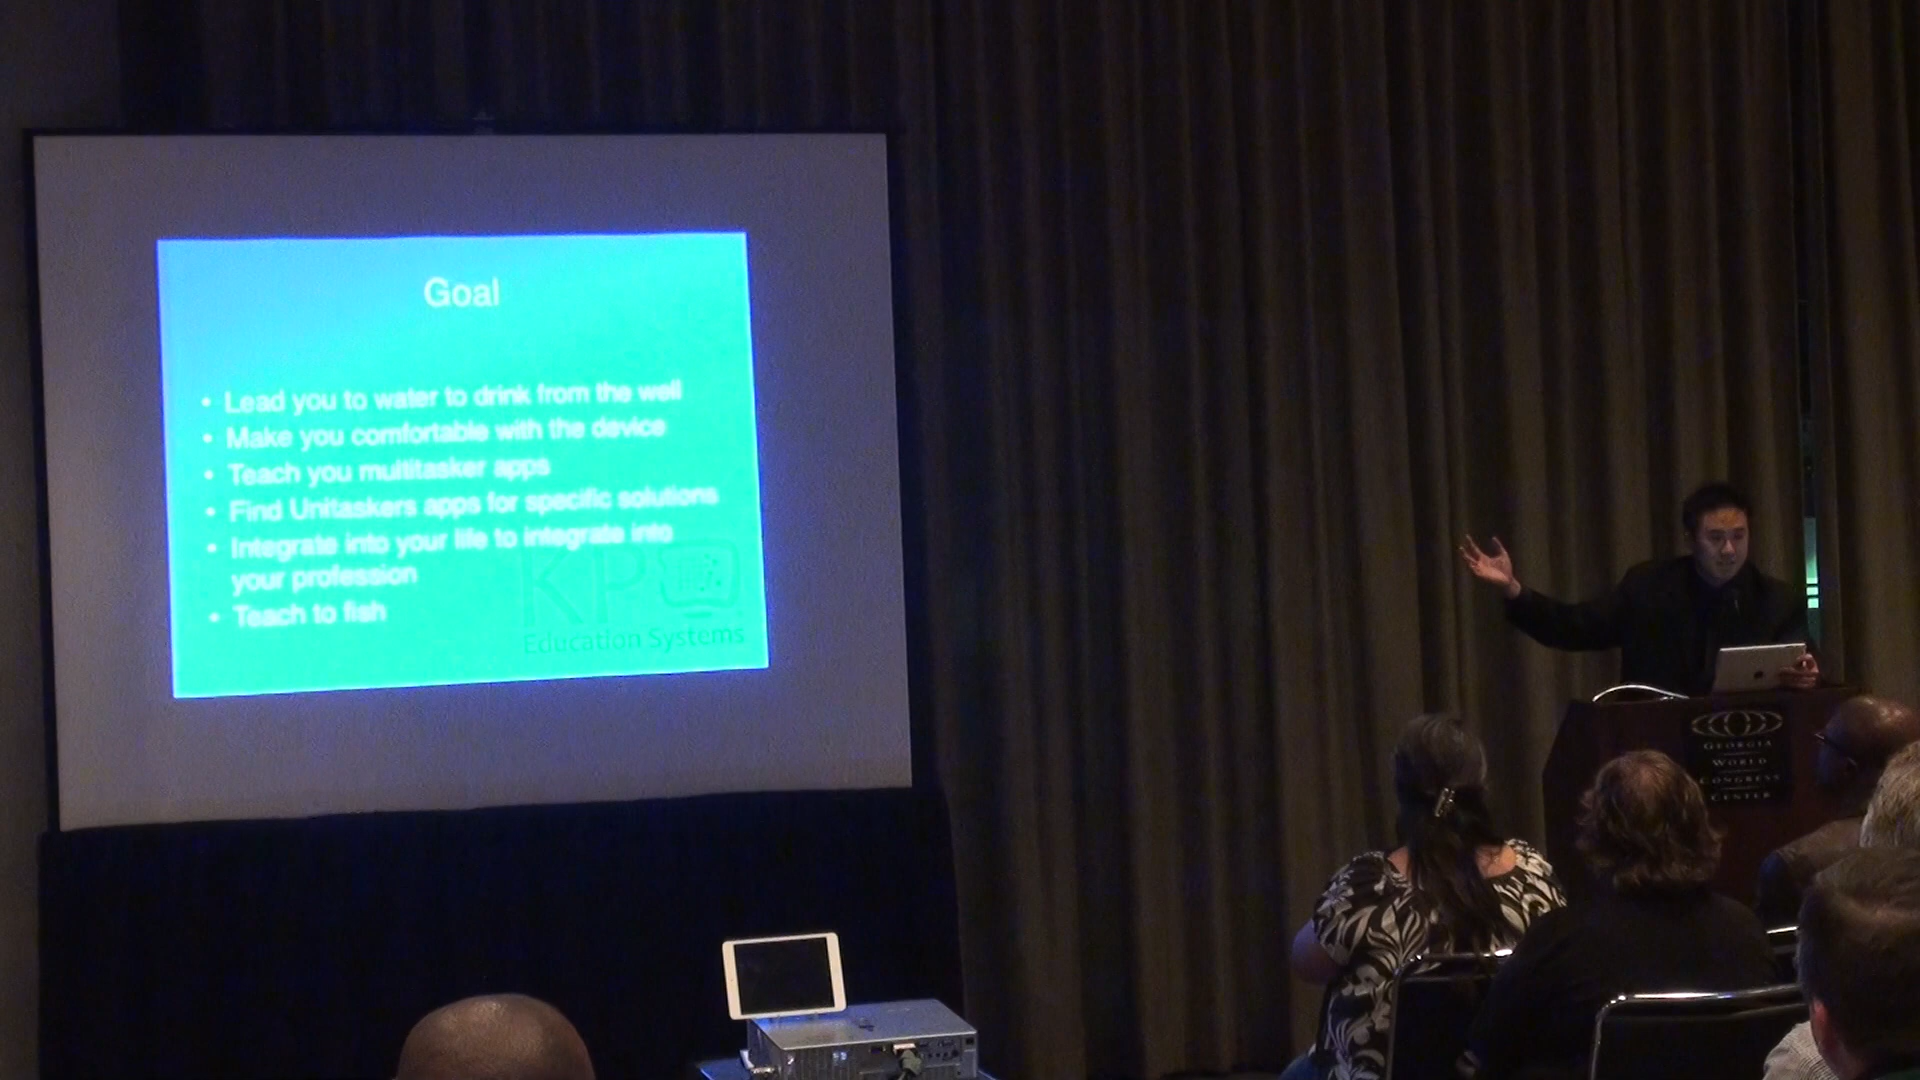 Goal
• Lead you to water to drink from the well
• Make you comfortable with the device
• Teach you multitasker apps
• Find Unitaskers apps for specific solutions
• Integrate into your life to integrate into
your profession
• Teach to fish
KP
Education Systems
GEORGIA
WORLD
CONGRESS
CENTER